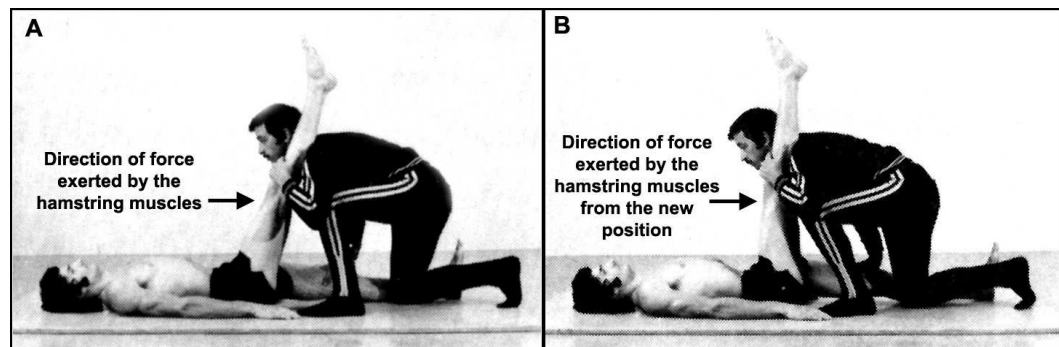 A
Direction of force
exerted by the
hamstring muscles
B
Direction of force
exerted by the
hamstring muscles
from the new
position